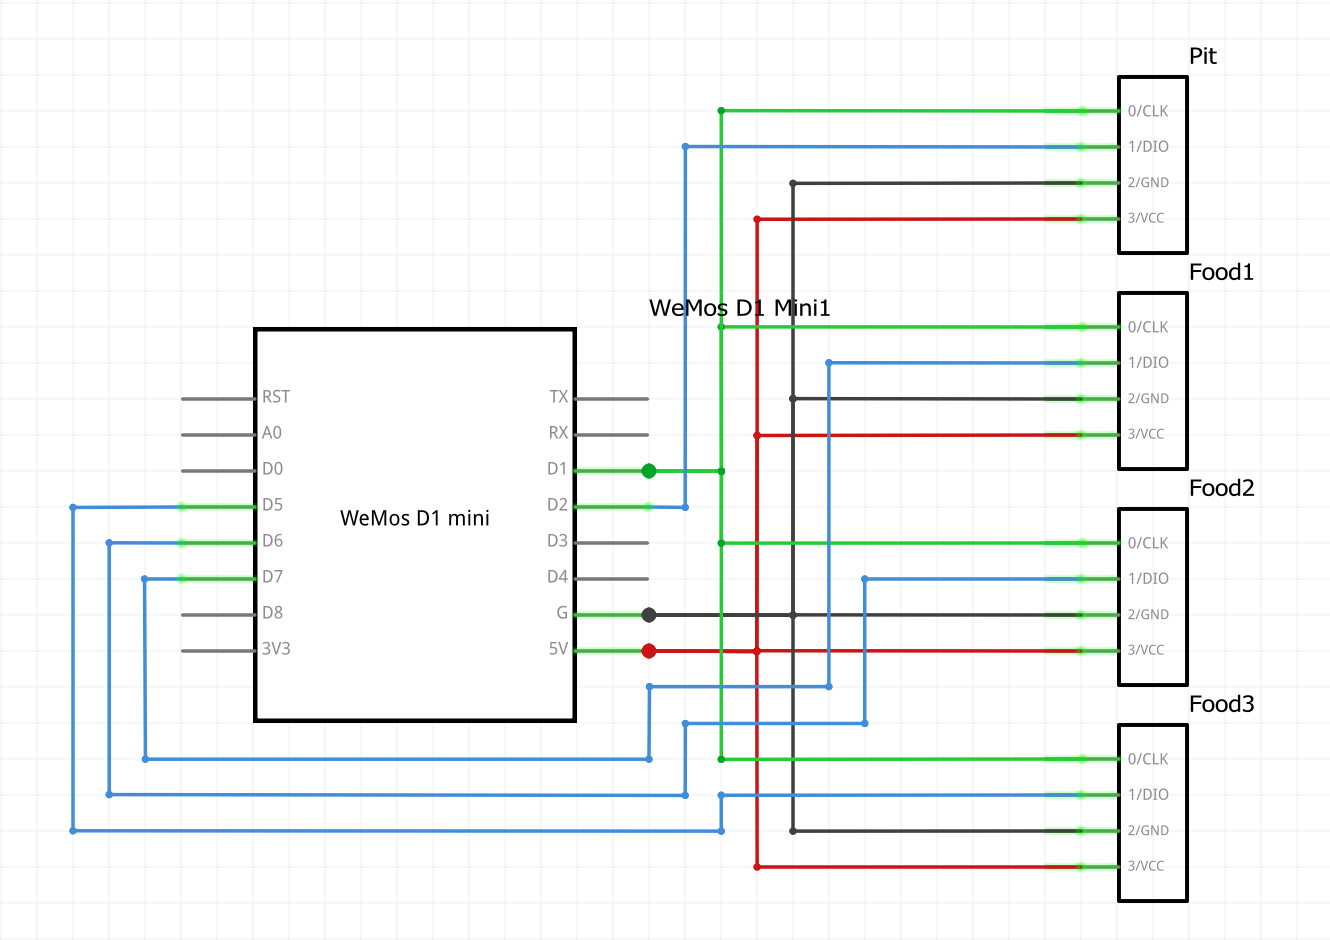 Pit
0/CLK
1/DIO
2/GND
3/VCC
Food1
WeMos D1 Mini1
0/CLK
1/DIO
2/GND
3/VCC
RST TX
A0 RX
D0 D1
D5 D2
WeMos D1 mini
D6 D3
D7 D4
D8 G
3V3 5V
Food2
0/CLK
1/DIO
2/GND
3/VCC
Food3
0/CLK
1/DIO
2/GND
3/VCC